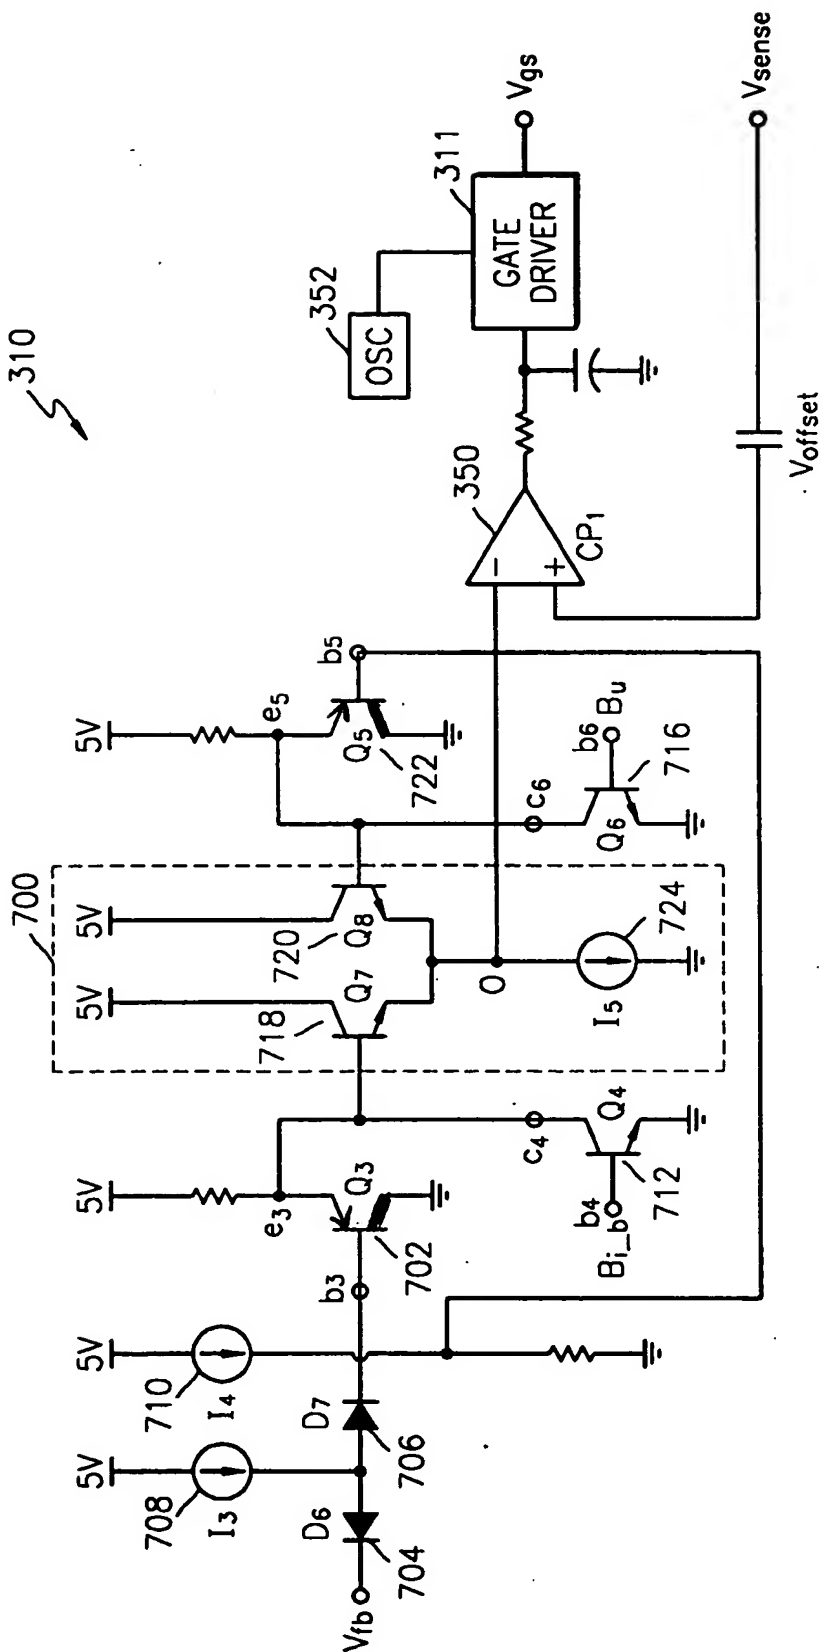 310
5V
708
I3
5V
710
I4
Vfb
D6
704
D7
706
b3
5V
e3
Q3
702
c4
Q4
b4
Bi_b
712
700
5V
718
Q7
5V
720
Q8
O
I5
724
5V
e5
Q5
722
b5
c6
Q6
b6
Bu
716
350
-
+
CP1
OSC
352
GATE
DRIVER
311
Vgs
Voffset
Vsense